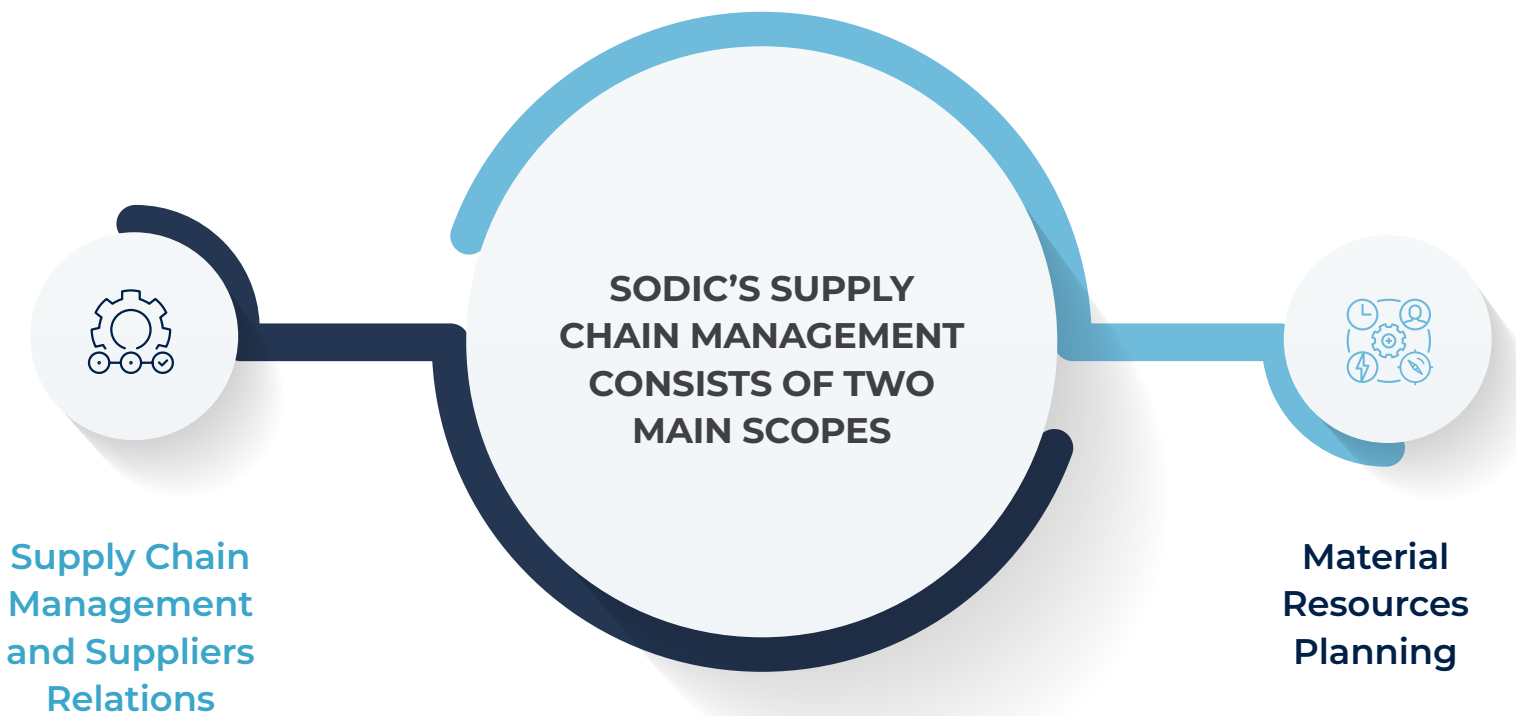 SODIC’S SUPPLY
CHAIN MANAGEMENT
CONSISTS OF TWO
MAIN SCOPES
Supply Chain
Management
and Suppliers
Relations
Material
Resources
Planning